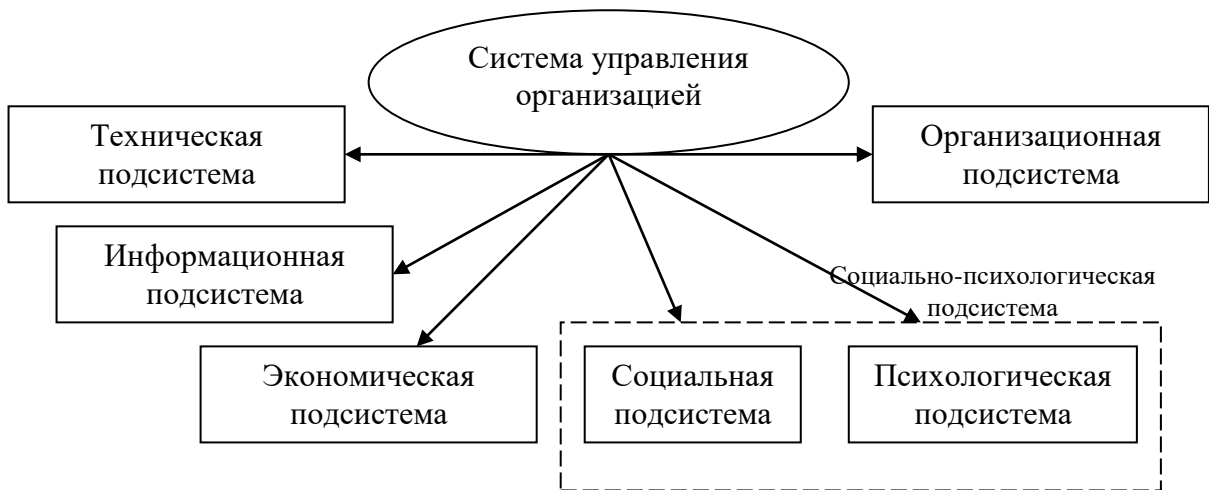 Система управления
организацией
Техническая
подсистема
Организационная
подсистема
Информационная
подсистема
Социально-психологическая
подсистема
Экономическая
подсистема
Социальная
подсистема
Психологическая
подсистема